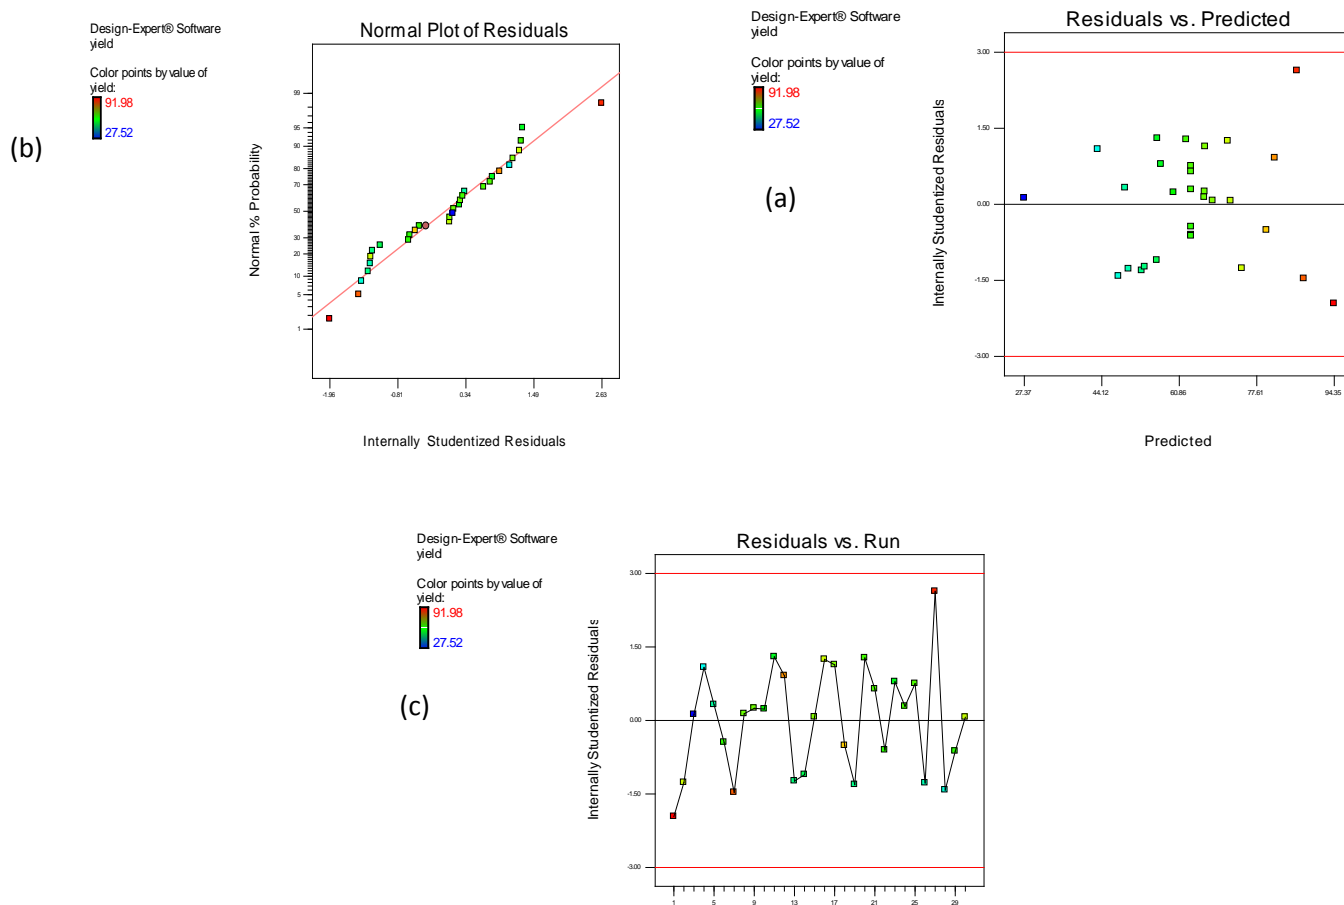 Design-Expert® Software
yield
Color points by value of
yield:
91.98
27.52
(b)
Normal Plot of Residuals
Normal % Probability
99
95
90
80
70
50
30
20
10
5
1
-1.96
-0.81
0.34
1.49
2.63
Internally Studentized Residuals
Design-Expert® Software
yield
Color points by value of
yield:
91.98
27.52
(a)
Residuals vs. Predicted
Internally Studentized Residuals
3.00
1.50
0.00
-1.50
-3.00
27.37
44.12
60.86
77.61
94.35
Predicted
Design-Expert® Software
yield
Color points by value of
yield:
91.98
27.52
(c)
Residuals vs. Run
Internally Studentized Residuals
3.00
1.50
0.00
-1.50
-3.00
1
5
9
13
17
21
25
29